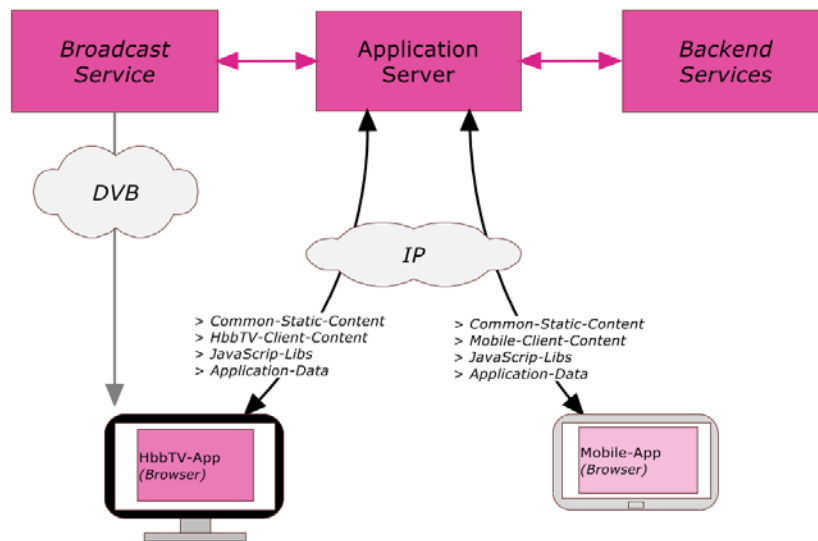 Broadcast
Service
Application
Server
Backend
Services
DVB
IP
> Common-Static-Content
> HbbTV-Client-Content
> JavaScrip-Libs
> Application-Data
> Common-Static-Content
> Mobile-Client-Content
> JavaScrip-Libs
> Application-Data
HbbTV-App
(Browser)
Mobile-App
(Browser)